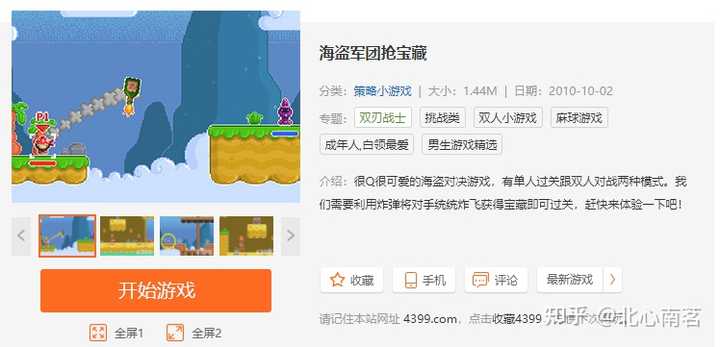 海盗军团抢宝藏
分类：策略小游戏 | 大小：1.44M | 日期：2010-10-02
专题：双刃战士 挑战类 双人小游戏 麻球游戏
成年人,白领最爱 男生游戏精选
介绍：很Q很可爱的海盗对决游戏，有单人过关跟双人对战两种模式。我
们需要利用炸弹将对手统统炸飞获得宝藏即可过关，赶快来体验一下吧！
P1
开始游戏
全屏1 全屏2
收藏 手机 评论 最新游戏
请记住本站网址 4399.com，点击收藏4399，
知乎 @北心南茗